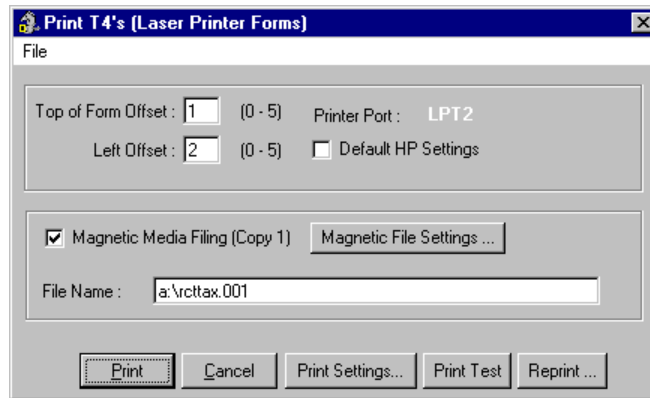 Print T4's (Laser Printer Forms)
File
Top of Form Offset : 1 (0 - 5) Printer Port : LPT2
Left Offset : 2 (0 - 5) Default HP Settings
Magnetic Media Filing (Copy 1) Magnetic File Settings ...
File Name : a:\rcttax.001
Print Cancel Print Settings... Print Test Reprint ...